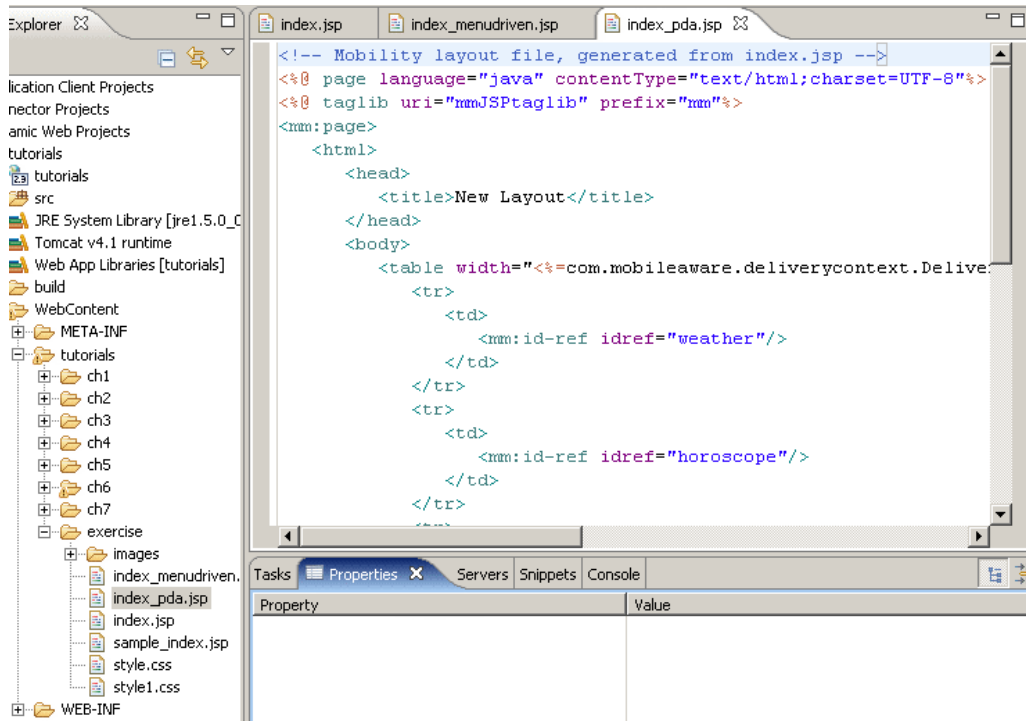 Explorer
lication Client Projects
nector Projects
amic Web Projects
tutorials
tutorials
src
JRE System Library [jre1.5.0_0
Tomcat v4.1 runtime
Web App Libraries [tutorials]
build
WebContent
META-INF
tutorials
ch1
ch2
ch3
ch4
ch5
ch6
ch7
exercise
images
index_menudriven.
index_pda.jsp
index.jsp
sample_index.jsp
style.css
style1.css
WEB-INF
index.jsp index_menudriven.jsp index_pda.jsp
<!-- Mobility layout file, generated from index.jsp -->
<%@ page language="java" contentType="text/html;charset=UTF-8"%>
<%@ taglib uri="mmJSPtaglib" prefix="mm"%>
<mm:page>
<html>
<head>
<title>New Layout</title>
</head>
<body>
<table width="<%=com.mobileaware.deliverycontext.Deliver
<tr>
<td>
<mm:id-ref idref="weather"/>
</td>
</tr>
<tr>
<td>
<mm:id-ref idref="horoscope"/>
</td>
</tr>
Tasks Properties Servers Snippets Console
Property Value